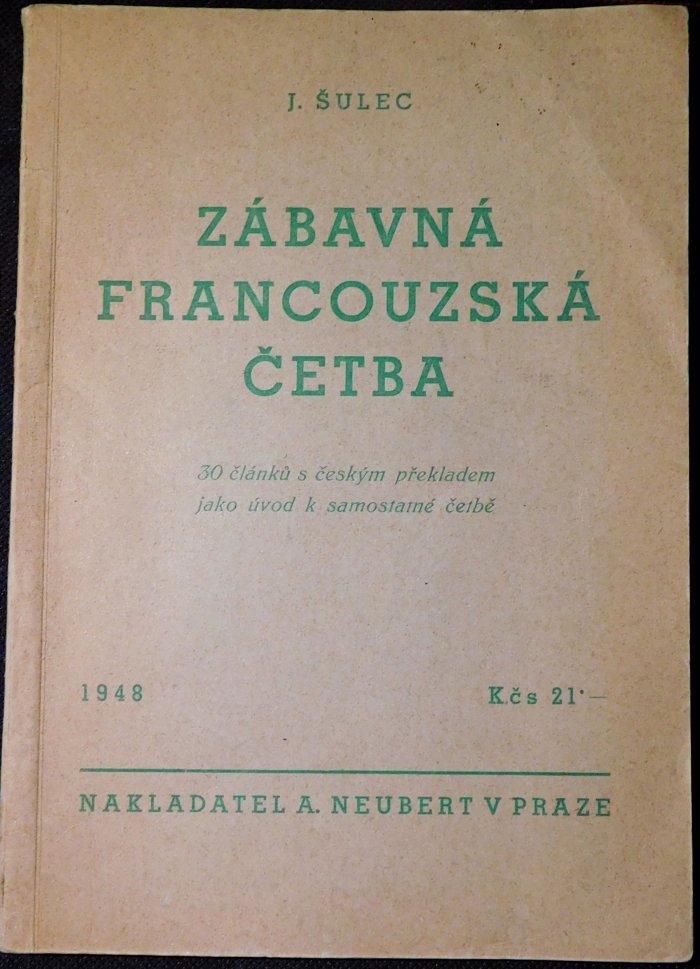 J. ŠULEC
ZÁBAVNÁ
FRANCOUZSKÁ
ČETBA
30 článků s českým překladem
jako úvod k samostatné četbě
1948 Kčs 21·—
NAKLADATEL A. NEUBERT V PRAZE